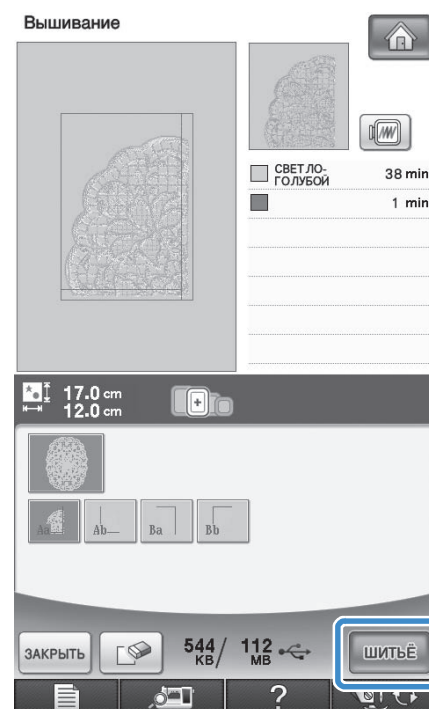 Вышивание
СВЕТЛО-
ГОЛУБОЙ 38 min
1 min
17.0 cm
12.0 cm
Aa Ab Ba Bb
ЗАКРЫТЬ 544 KB / 112 MB ШИТЬЁ
?